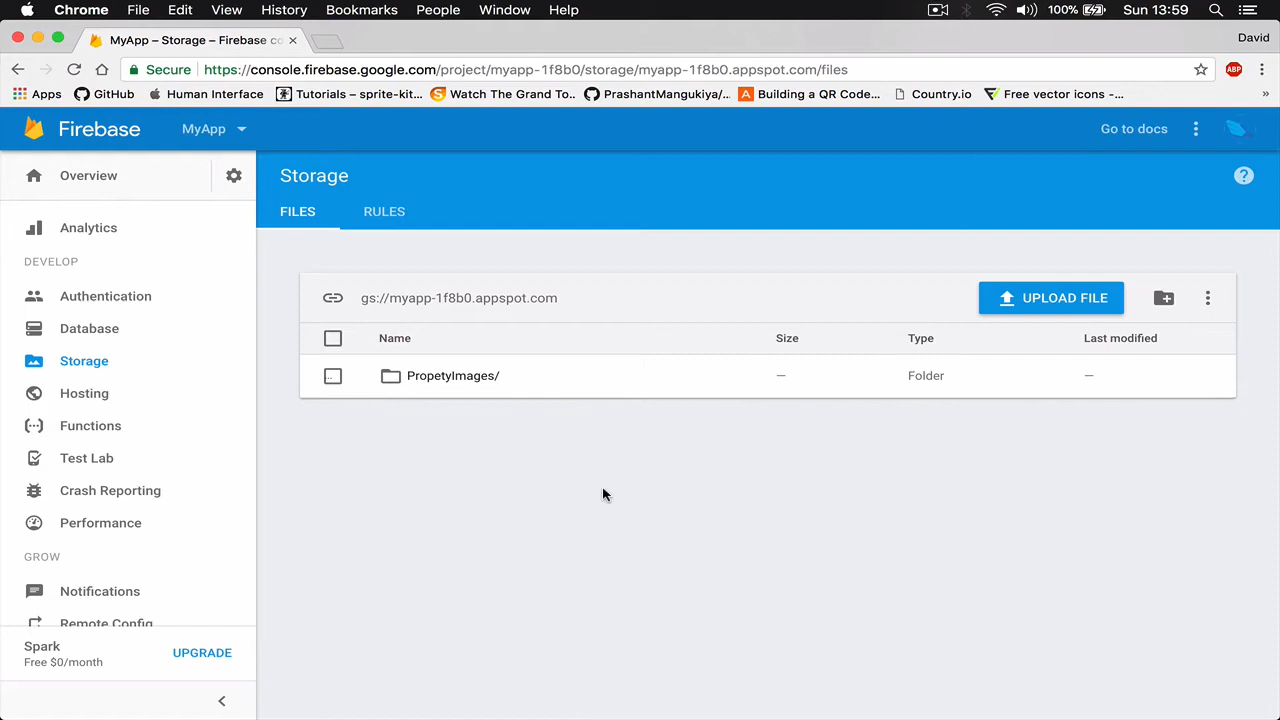 Chrome File Edit View History Bookmarks People Window Help 100% Sun 13:59
MyApp – Storage – Firebase co David
Secure https://console.firebase.google.com/project/myapp-1f8b0/storage/myapp-1f8b0.appspot.com/files ABP
Apps GitHub Human Interface Tutorials – sprite-kit... Watch The Grand To.. PrashantMangukiya/... Building a QR Code... Country.io Free vector icons -... »
Firebase MyApp Go to docs
Overview Storage ?
FILES RULES
Analytics
DEVELOP
Authentication gs://myapp-1f8b0.appspot.com UPLOAD FILE
Database Name Size Type Last modified
Storage PropetyImages/ — Folder —
Hosting
Functions
Test Lab
Crash Reporting
Performance
GROW
Notifications
Remote Config
Spark
Free $0/month UPGRADE